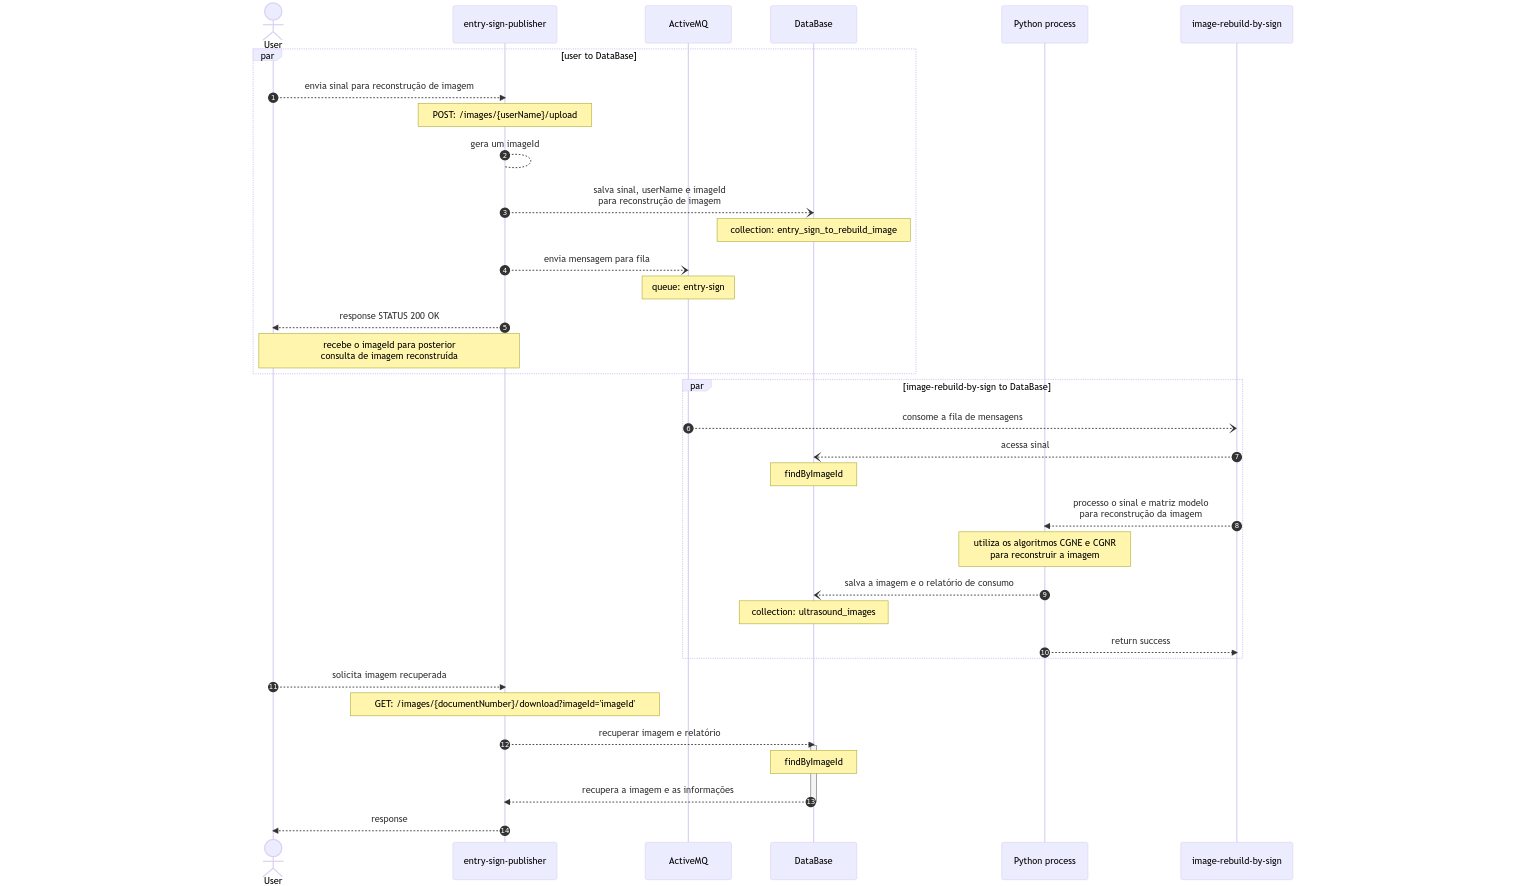 User
entry-sign-publisher
ActiveMQ
DataBase
Python process
image-rebuild-by-sign
par
[user to DataBase]
1
envia sinal para reconstrução de imagem
POST: /images/{userName}/upload
gera um imageId
2
salva sinal, userName e imageId
para reconstrução de imagem
3
collection: entry_sign_to_rebuild_image
envia mensagem para fila
4
queue: entry-sign
response STATUS 200 OK
5
recebe o imageId para posterior
consulta de imagem reconstruída
par
[image-rebuild-by-sign to DataBase]
consome a fila de mensagens
6
acessa sinal
7
findByImageId
processo o sinal e matriz modelo
para reconstrução da imagem
8
utiliza os algoritmos CGNE e CGNR
para reconstruir a imagem
salva a imagem e o relatório de consumo
9
collection: ultrasound_images
return success
10
solicita imagem recuperada
11
GET: /images/{documentNumber}/download?imageId='imageId'
recuperar imagem e relatório
12
findByImageId
recupera a imagem e as informações
13
response
14
User
entry-sign-publisher
ActiveMQ
DataBase
Python process
image-rebuild-by-sign